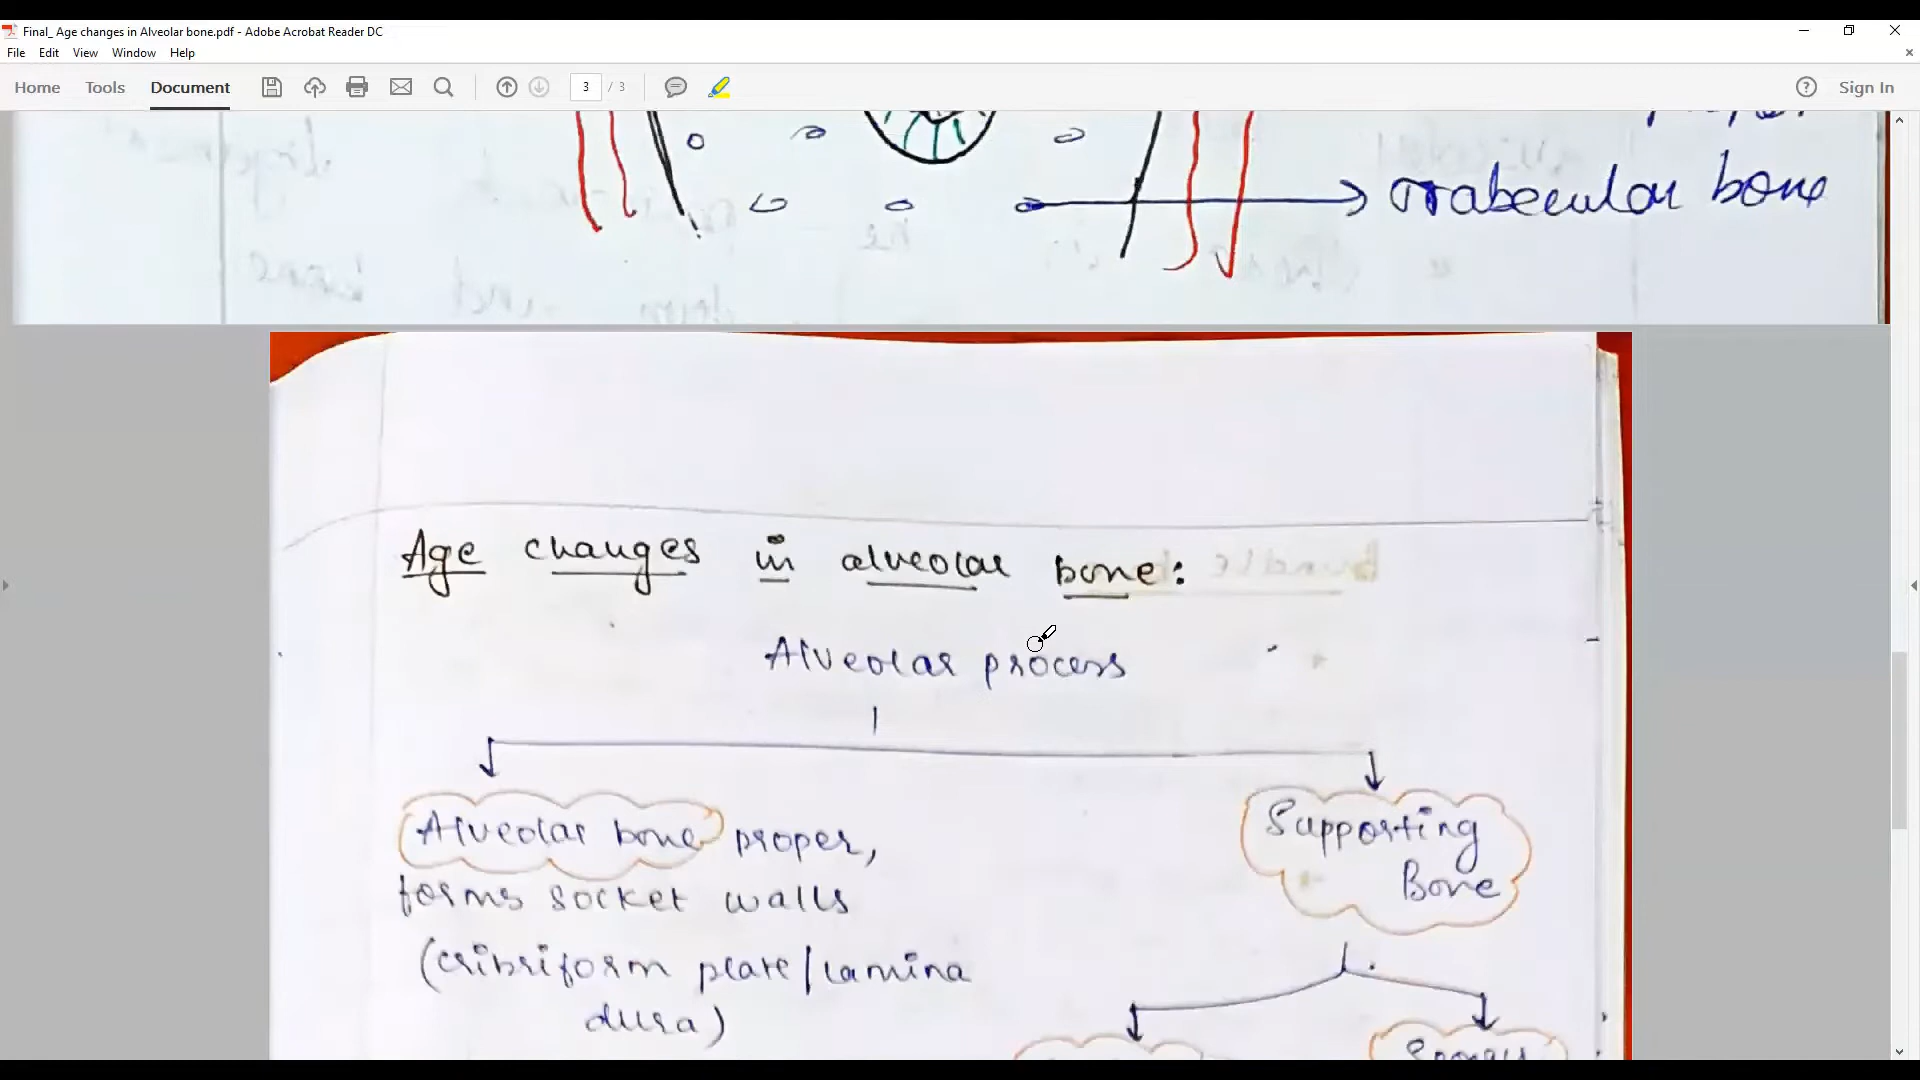 Final_ Age changes in Alveolar bone.pdf - Adobe Acrobat Reader DC
File Edit View Window Help
Home Tools Document 3 / 3 Sign In
trabecular bone
Age changes in alveolar bone:
Alveolar process
Alveolar bone proper,
forms socket walls
(cribriform plate/lamina
dura)
Supporting
Bone
Spongy